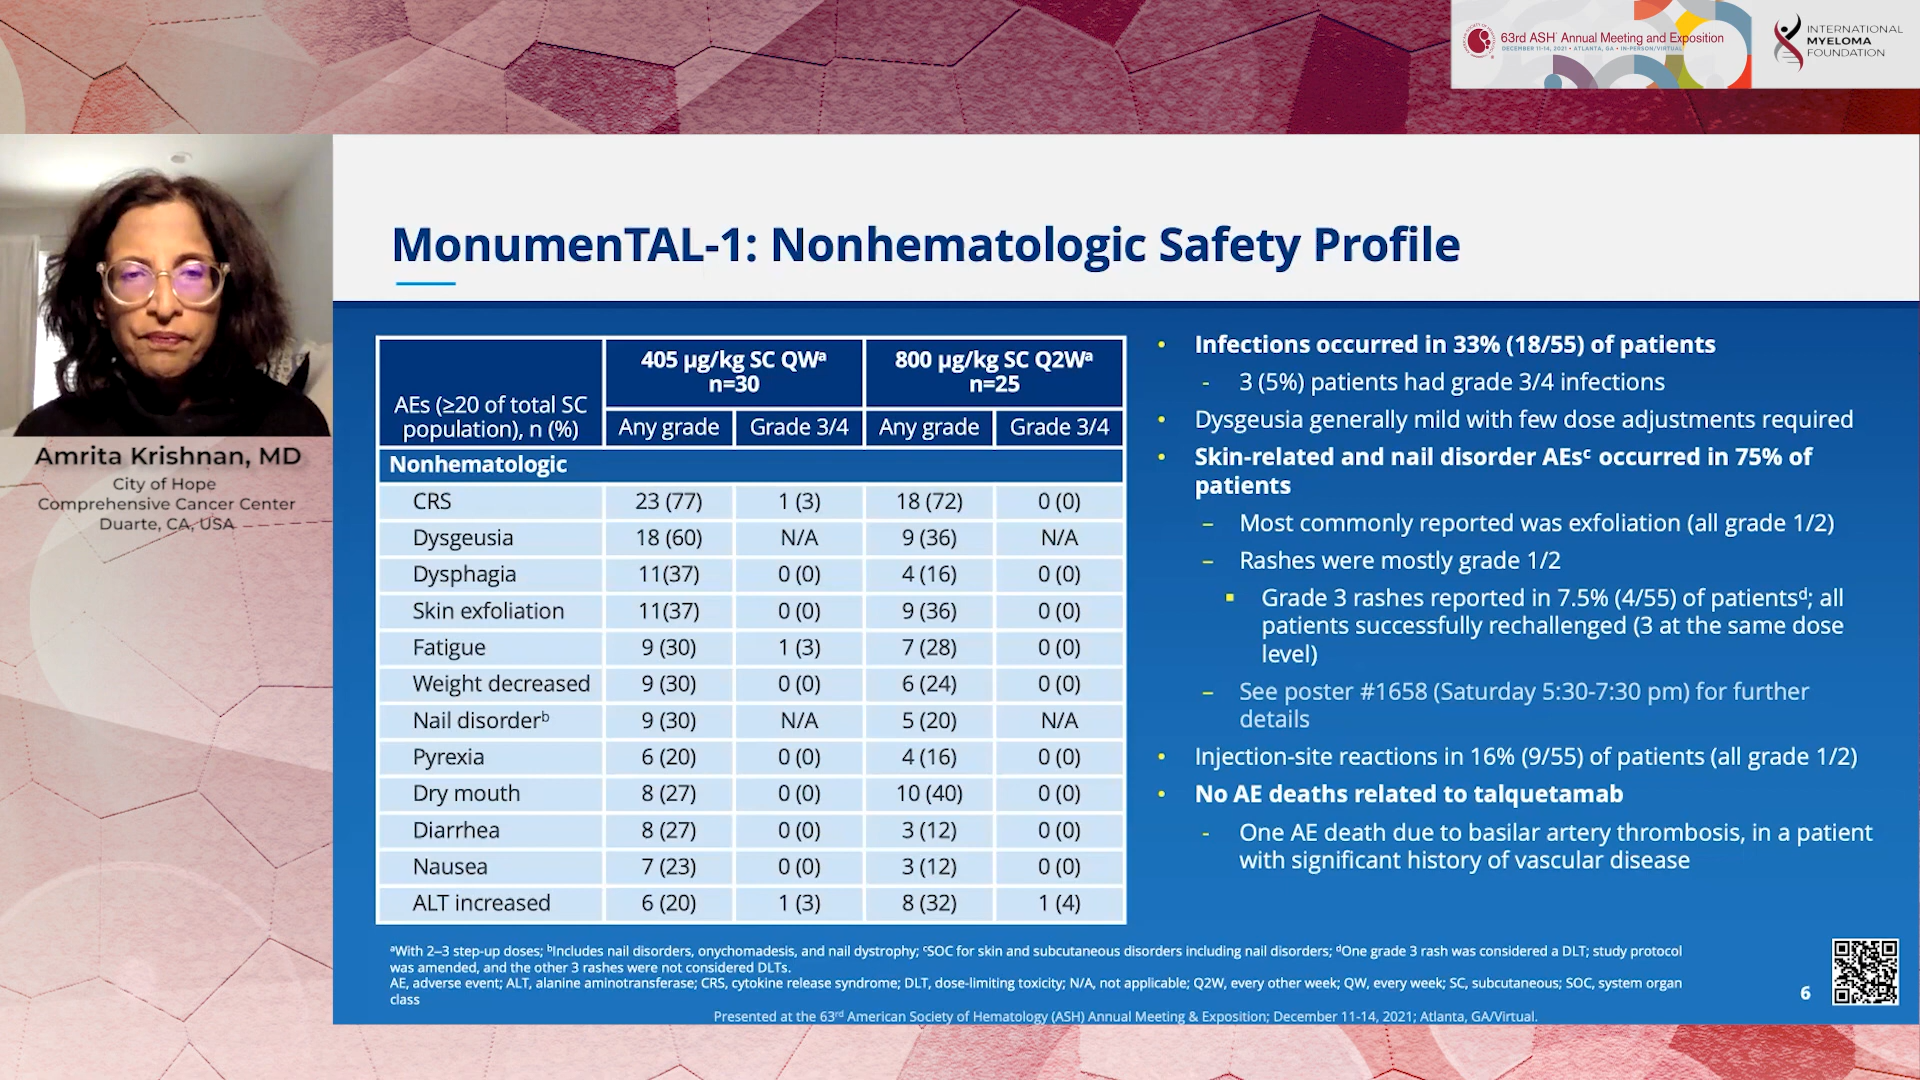 63rd ASH® Annual Meeting and Exposition
DECEMBER 11-14, 2021 • ATLANTA, GA • IN-PERSON/VIRTUAL
INTERNATIONAL
MYELOMA
FOUNDATION
Amrita Krishnan, MD
City of Hope
Comprehensive Cancer Center
Duarte, CA, USA
MonumenTAL-1: Nonhematologic Safety Profile
AEs (≥20 of total SC population), n (%) 405 µg/kg SC QWᵃ n=30 800 µg/kg SC Q2Wᵃ n=25
Any grade Grade 3/4 Any grade Grade 3/4
Nonhematologic
CRS 23 (77) 1 (3) 18 (72) 0 (0)
Dysgeusia 18 (60) N/A 9 (36) N/A
Dysphagia 11(37) 0 (0) 4 (16) 0 (0)
Skin exfoliation 11(37) 0 (0) 9 (36) 0 (0)
Fatigue 9 (30) 1 (3) 7 (28) 0 (0)
Weight decreased 9 (30) 0 (0) 6 (24) 0 (0)
Nail disorderᵇ 9 (30) N/A 5 (20) N/A
Pyrexia 6 (20) 0 (0) 4 (16) 0 (0)
Dry mouth 8 (27) 0 (0) 10 (40) 0 (0)
Diarrhea 8 (27) 0 (0) 3 (12) 0 (0)
Nausea 7 (23) 0 (0) 3 (12) 0 (0)
ALT increased 6 (20) 1 (3) 8 (32) 1 (4)
• Infections occurred in 33% (18/55) of patients
- 3 (5%) patients had grade 3/4 infections
• Dysgeusia generally mild with few dose adjustments required
• Skin-related and nail disorder AEsᶜ occurred in 75% of
patients
– Most commonly reported was exfoliation (all grade 1/2)
– Rashes were mostly grade 1/2
▪ Grade 3 rashes reported in 7.5% (4/55) of patientsᵈ; all
patients successfully rechallenged (3 at the same dose
level)
– See poster #1658 (Saturday 5:30-7:30 pm) for further
details
• Injection-site reactions in 16% (9/55) of patients (all grade 1/2)
• No AE deaths related to talquetamab
- One AE death due to basilar artery thrombosis, in a patient
with significant history of vascular disease
ᵃWith 2–3 step-up doses; ᵇIncludes nail disorders, onychomadesis, and nail dystrophy; ᶜSOC for skin and subcutaneous disorders including nail disorders; ᵈOne grade 3 rash was considered a DLT; study protocol
was amended, and the other 3 rashes were not considered DLTs.
AE, adverse event; ALT, alanine aminotransferase; CRS, cytokine release syndrome; DLT, dose-limiting toxicity; N/A, not applicable; Q2W, every other week; QW, every week; SC, subcutaneous; SOC, system organ
class
6
Presented at the 63ʳᵈ American Society of Hematology (ASH) Annual Meeting & Exposition; December 11-14, 2021; Atlanta, GA/Virtual.